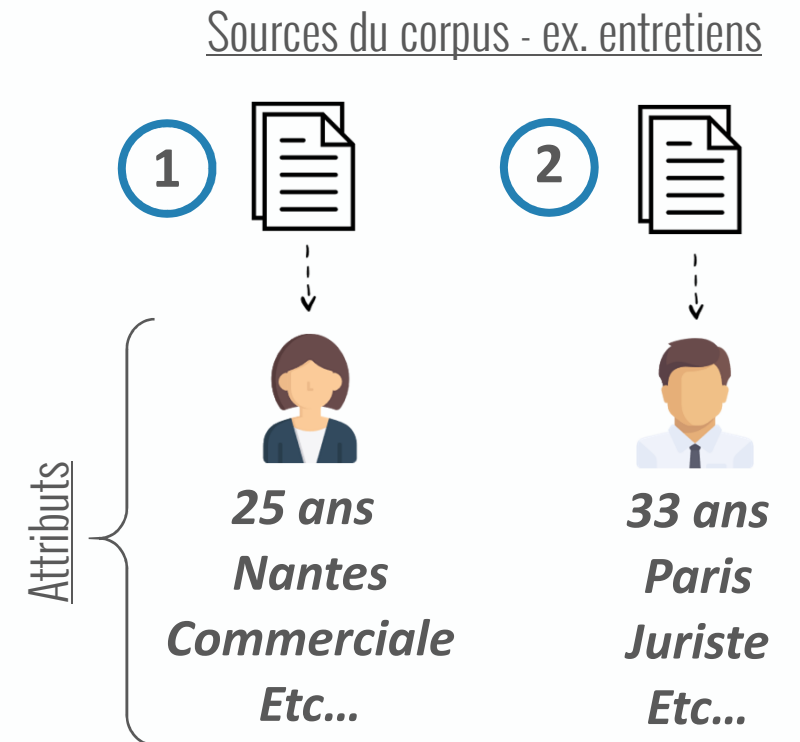 Sources du corpus - ex. entretiens
1
2
Attributs
25 ans
Nantes
Commerciale
Etc...
33 ans
Paris
Juriste
Etc...